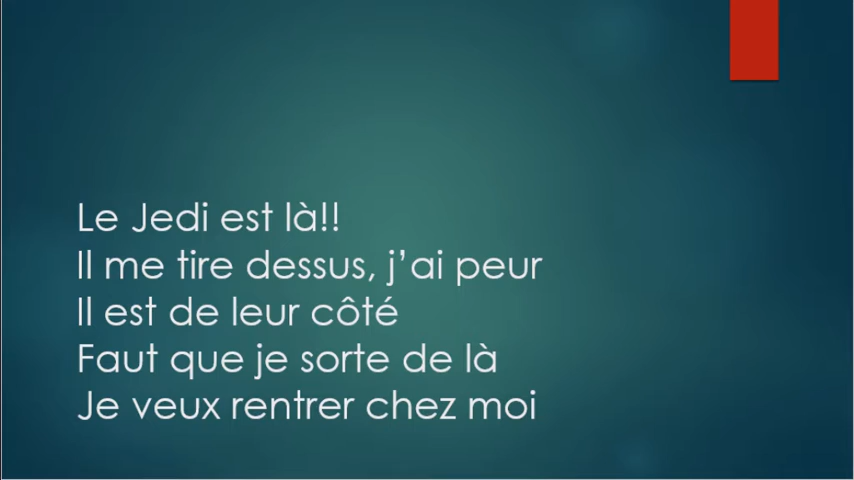 Le Jedi est là!!
Il me tire dessus, j’ai peur
Il est de leur côté
Faut que je sorte de là
Je veux rentrer chez moi